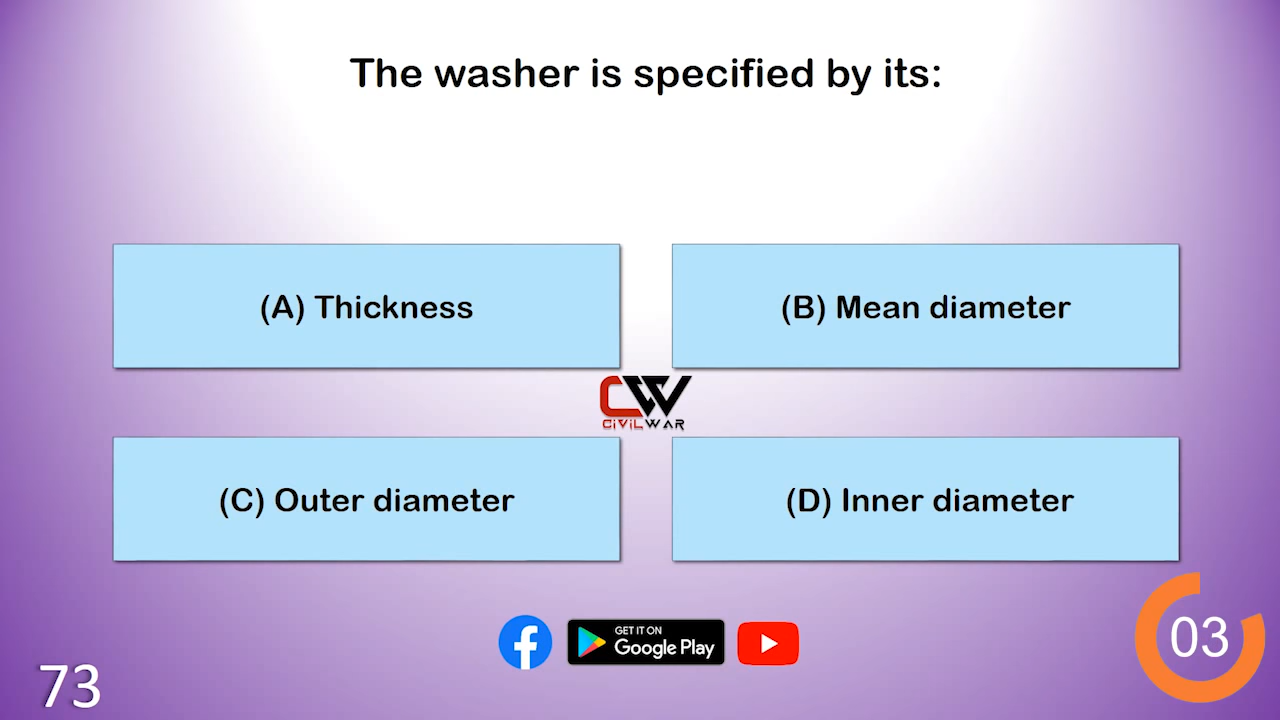 The washer is specified by its:
(A) Thickness
(B) Mean diameter
CW
CiViLWAR
(C) Outer diameter
(D) Inner diameter
f
GET IT ON
Google Play
03
73